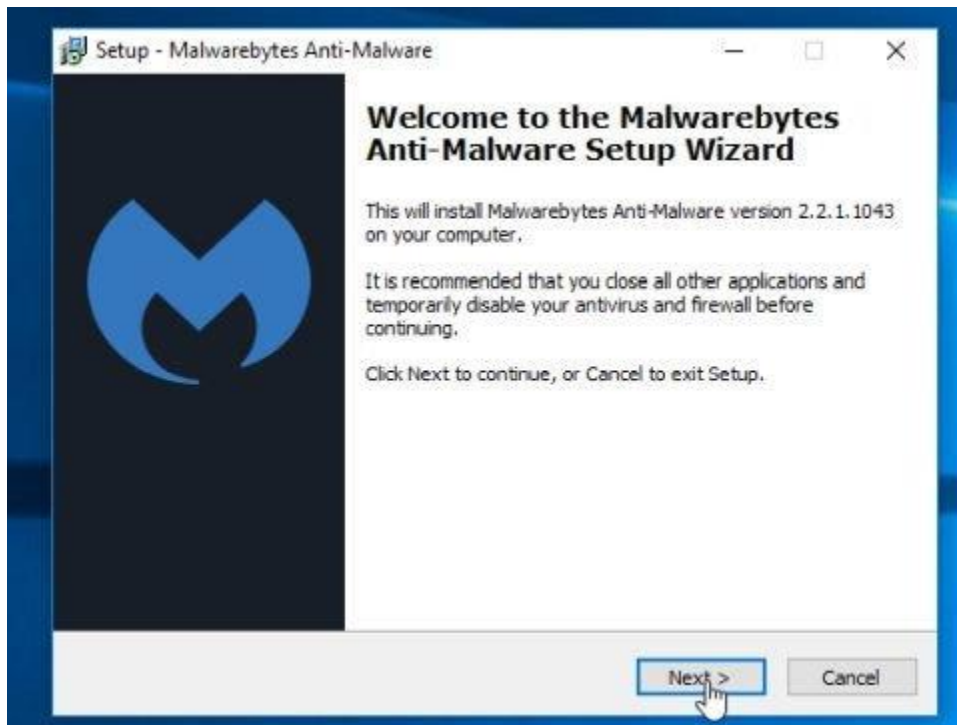 Setup - Malwarebytes Anti-Malware
Welcome to the Malwarebytes
Anti-Malware Setup Wizard
This will install Malwarebytes Anti-Malware version 2.2.1.1043
on your computer.
It is recommended that you close all other applications and
temporarily disable your antivirus and firewall before
continuing.
Click Next to continue, or Cancel to exit Setup.
Next >
Cancel